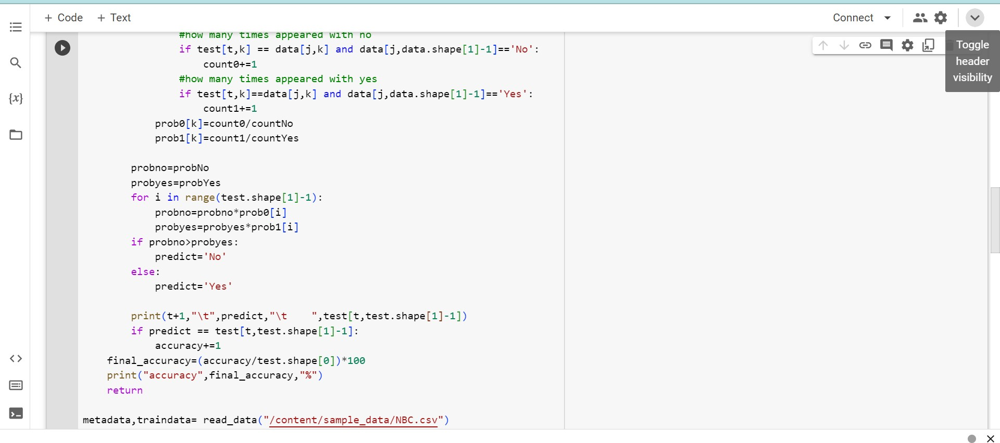 + Code + Text
Connect
Toggle
header
visibility
{x}
#how many times appeared with no
if test[t,k] == data[j,k] and data[j,data.shape[1]-1]=='No':
count0+=1
#how many times appeared with yes
if test[t,k]==data[j,k] and data[j,data.shape[1]-1]=='Yes':
count1+=1
prob0[k]=count0/countNo
prob1[k]=count1/countYes
probno=probNo
probyes=probYes
for i in range(test.shape[1]-1):
probno=probno*prob0[i]
probyes=probyes*prob1[i]
if probno>probyes:
predict='No'
else:
predict='Yes'
print(t+1,"\t",predict,"\t    ",test[t,test.shape[1]-1])
if predict == test[t,test.shape[1]-1]:
accuracy+=1
final_accuracy=(accuracy/test.shape[0])*100
print("accuracy",final_accuracy,"%")
return
metadata,traindata= read_data("/content/sample_data/NBC.csv")